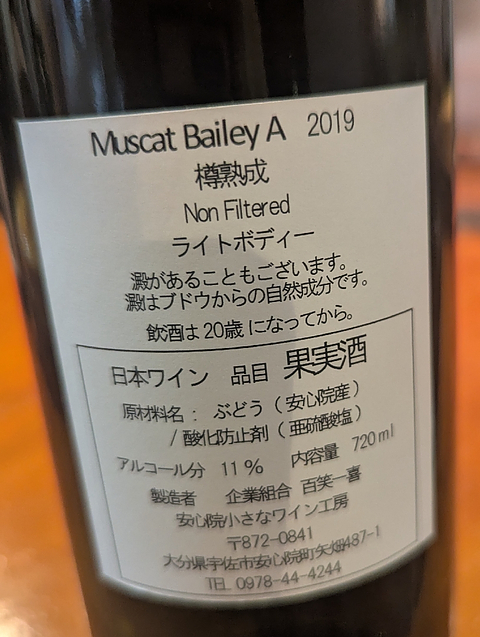 Muscat Bailey A 2019
樽熟成
Non Filtered
ライトボディー
澱があることもございます。
澱はブドウからの自然成分です。
飲酒は20歳になってから。
日本ワイン 品目 果実酒
原材料名： ぶどう（安心院産）
/ 酸化防止剤（亜硫酸塩）
アルコール分 11% 内容量 720ml
製造者 企業組合 百笑一喜
安心院小さなワイン工房
〒872-0841
大分県宇佐市安心院町矢畑487-1
TEL 0978-44-4244